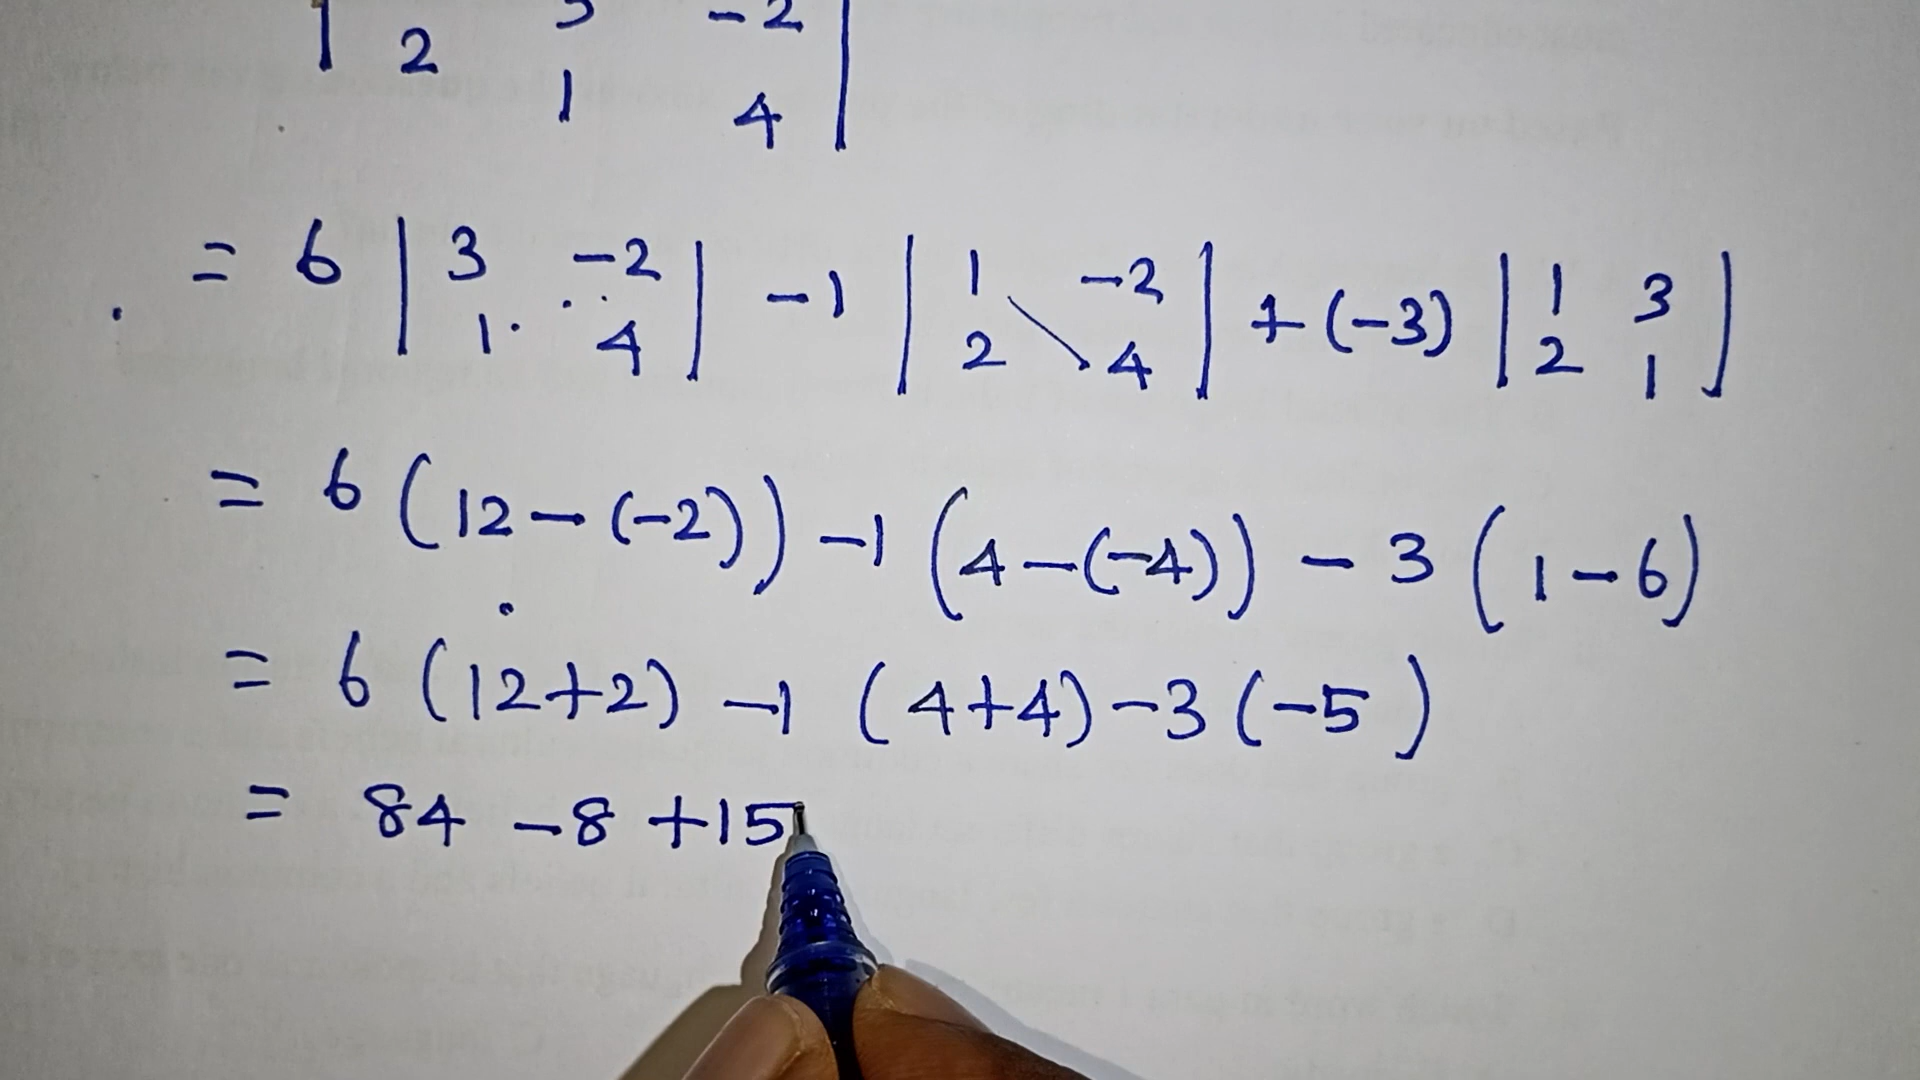 2 3 -2
1 4
= 6 | 3 -2 | - 1 | 1 -2 | + (-3) | 1 3 |
1 4 2 4 2 1
= 6 (12 - (-2)) - 1 (4 - (-4)) - 3 (1 - 6)
= 6 (12 + 2) - 1 (4 + 4) - 3 (-5)
= 84 - 8 + 15